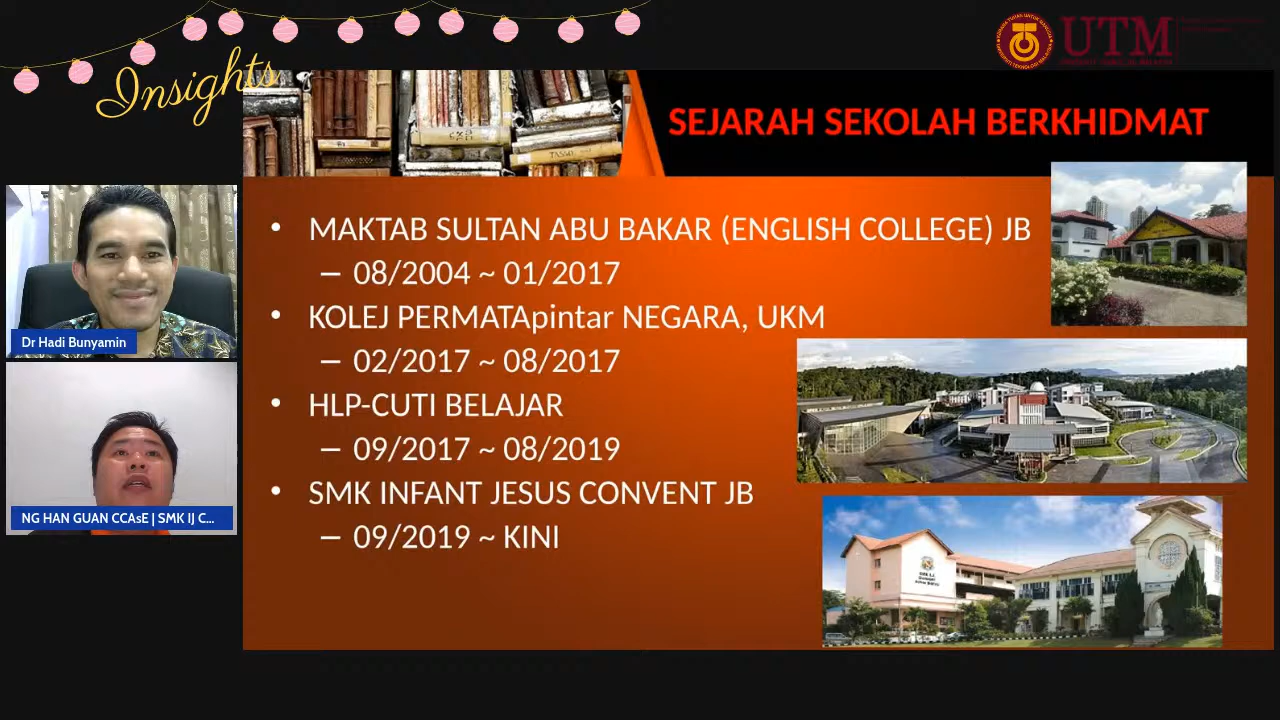 Insights
UTM
SEJARAH SEKOLAH BERKHIDMAT
• MAKTAB SULTAN ABU BAKAR (ENGLISH COLLEGE) JB
– 08/2004 ~ 01/2017
• KOLEJ PERMATApintar NEGARA, UKM
– 02/2017 ~ 08/2017
• HLP-CUTI BELAJAR
– 09/2017 ~ 08/2019
• SMK INFANT JESUS CONVENT JB
– 09/2019 ~ KINI
Dr Hadi Bunyamin
NG HAN GUAN CCAsE | SMK IJ C...